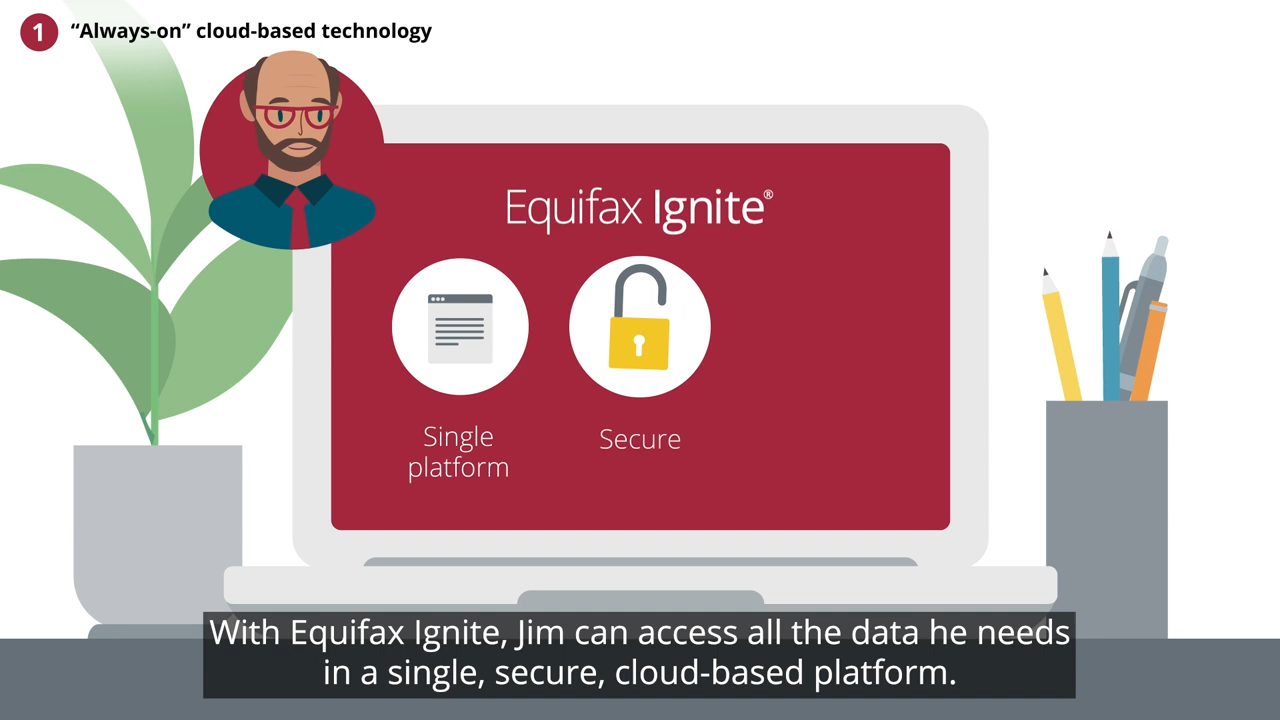 1 “Always-on” cloud-based technology
Equifax Ignite®
Single
platform
Secure
With Equifax Ignite, Jim can access all the data he needs
in a single, secure, cloud-based platform.